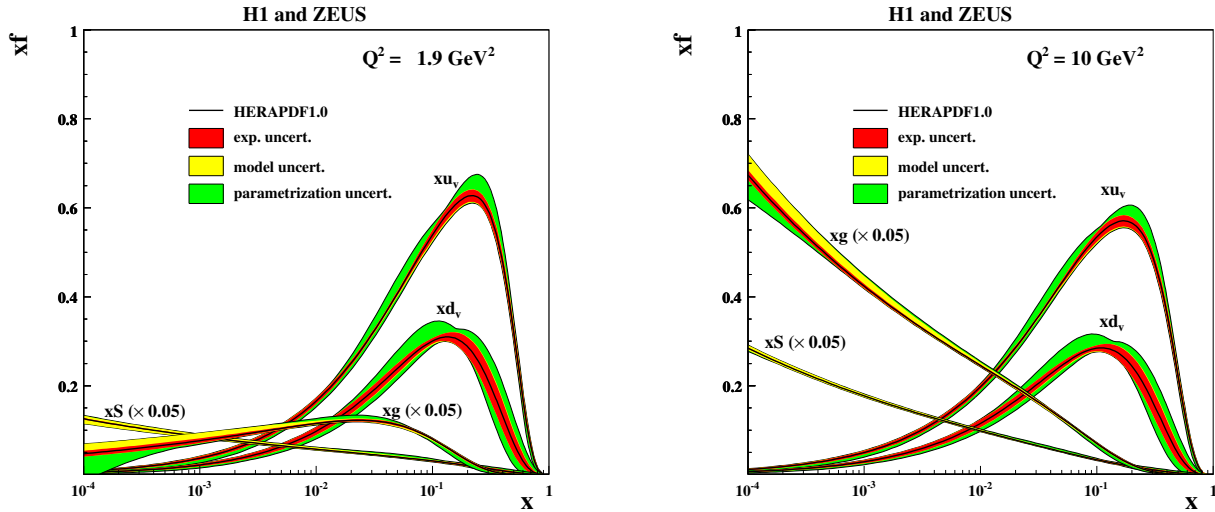 H1 and ZEUS
xf
1
Q² = 1.9 GeV²
0.8
HERAPDF1.0
exp. uncert.
model uncert.
parametrization uncert.
xuᵥ
0.6
0.4
xdᵥ
0.2
xS (× 0.05)
xg (× 0.05)
10⁻⁴
10⁻³
10⁻²
10⁻¹
1
x
H1 and ZEUS
xf
1
Q² = 10 GeV²
0.8
HERAPDF1.0
exp. uncert.
model uncert.
parametrization uncert.
xuᵥ
0.6
xg (× 0.05)
0.4
xdᵥ
xS (× 0.05)
0.2
10⁻⁴
10⁻³
10⁻²
10⁻¹
1
x